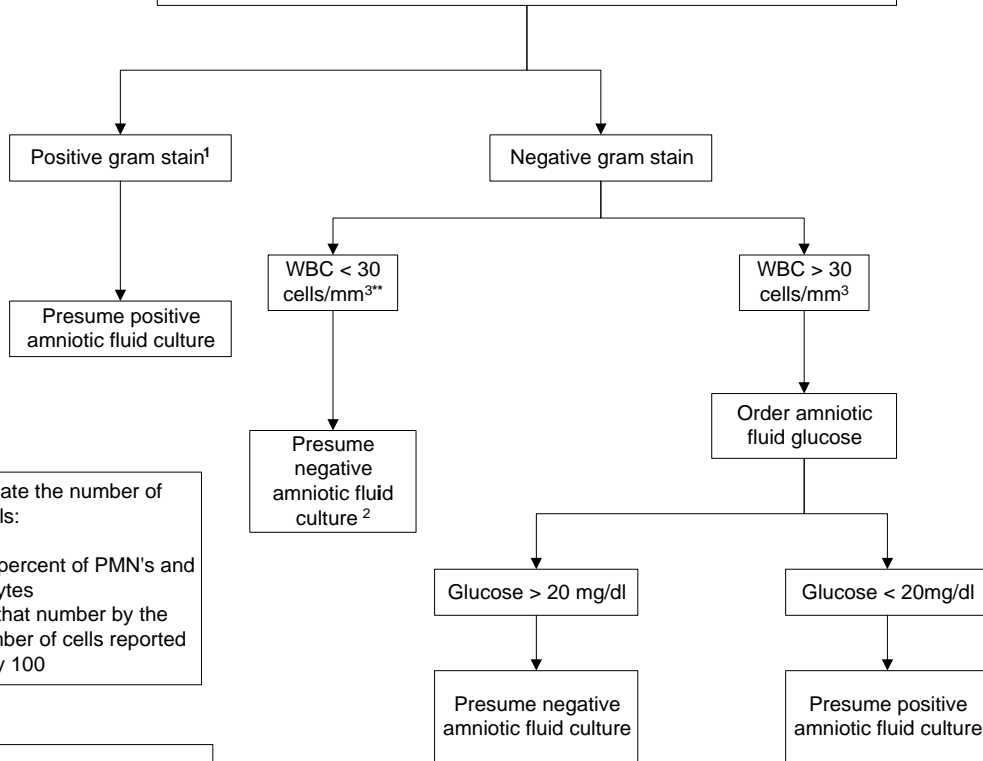 Positive gram stain¹
Negative gram stain
WBC < 30
cells/mm³**
WBC > 30
cells/mm³
Presume positive
amniotic fluid culture
Order amniotic
fluid glucose
Presume
negative
amniotic fluid
culture ²
ate the number of
ls:
percent of PMN's and
ytes
that number by the
nber of cells reported
y 100
Glucose > 20 mg/dl
Glucose < 20mg/dl
Presume negative
amniotic fluid culture
Presume positive
amniotic fluid culture